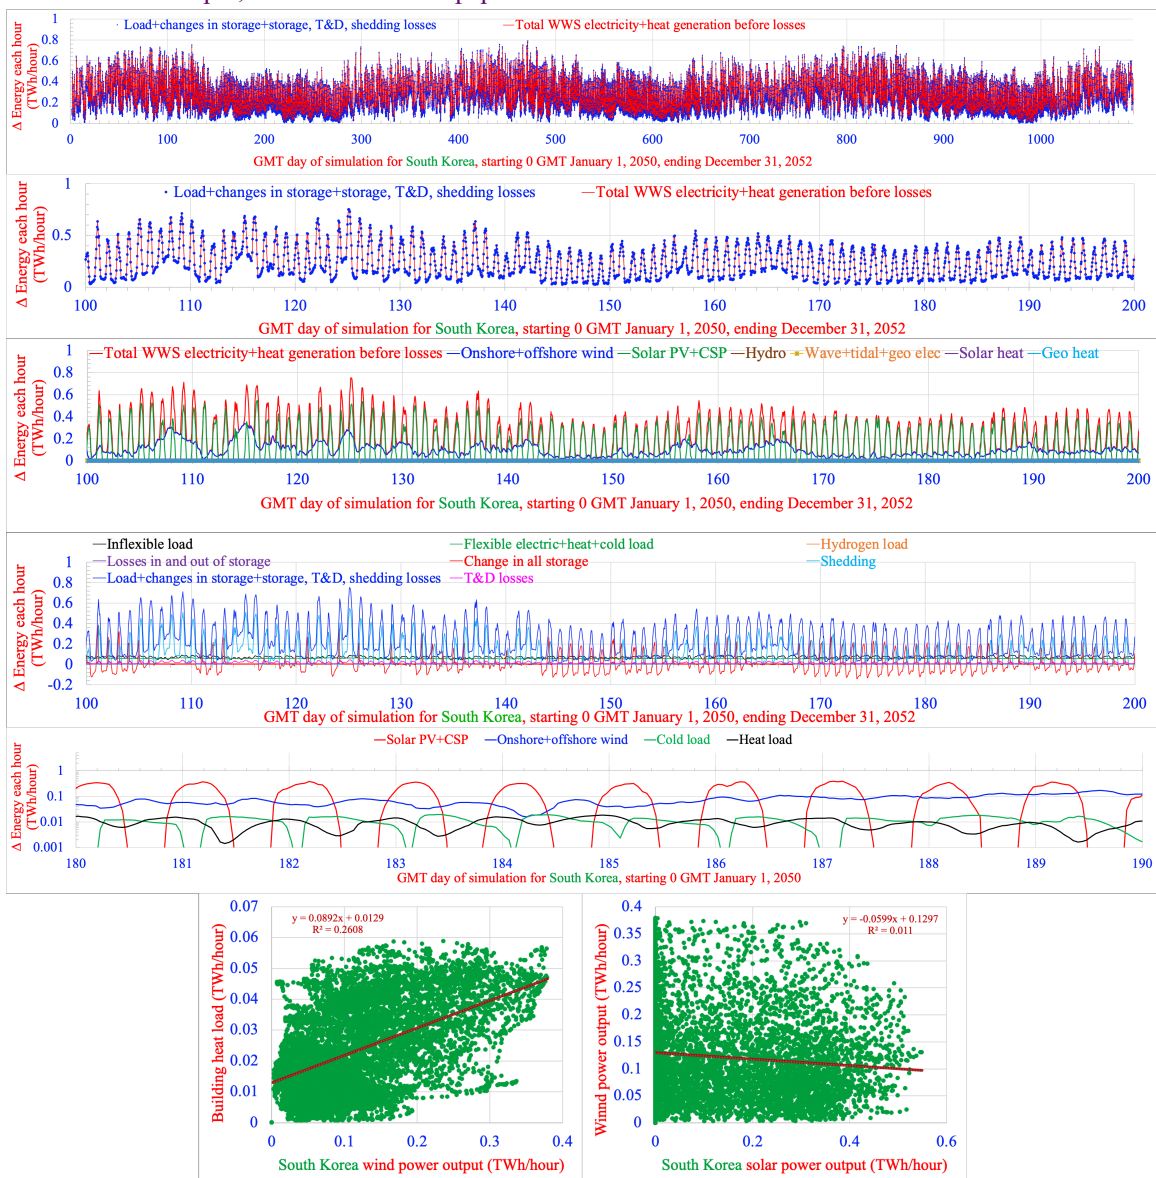 Load+changes in storage+storage, T&D, shedding losses
Total WWS electricity+heat generation before losses
Δ Energy each hour
(TWh/hour)
1
0.8
0.6
0.4
0.2
0
0 100 200 300 400 500 600 700 800 900 1000
GMT day of simulation for South Korea, starting 0 GMT January 1, 2050, ending December 31, 2052
Load+changes in storage+storage, T&D, shedding losses
Total WWS electricity+heat generation before losses
Δ Energy each hour
(TWh/hour)
1
0.5
0
100 110 120 130 140 150 160 170 180 190 200
GMT day of simulation for South Korea, starting 0 GMT January 1, 2050, ending December 31, 2052
Total WWS electricity+heat generation before losses Onshore+offshore wind Solar PV+CSP Hydro Wave+tidal+geo elec Solar heat Geo heat
Δ Energy each hour
(TWh/hour)
1
0.8
0.6
0.4
0.2
0
100 110 120 130 140 150 160 170 180 190 200
GMT day of simulation for South Korea, starting 0 GMT January 1, 2050, ending December 31, 2052
Inflexible load Flexible electric+heat+cold load Hydrogen load
Losses in and out of storage Change in all storage Shedding
Load+changes in storage+storage, T&D, shedding losses T&D losses
Δ Energy each hour
(TWh/hour)
1
0.8
0.6
0.4
0.2
0
-0.2
100 110 120 130 140 150 160 170 180 190 200
GMT day of simulation for South Korea, starting 0 GMT January 1, 2050, ending December 31, 2052
Solar PV+CSP Onshore+offshore wind Cold load Heat load
Δ Energy each hour
(TWh/hour)
1
0.1
0.01
0.001
180 181 182 183 184 185 186 187 188 189 190
GMT day of simulation for South Korea, starting 0 GMT January 1, 2050
Building heat load (TWh/hour)
0.07
0.06
0.05
0.04
0.03
0.02
0.01
0
y = 0.0892x + 0.0129
R² = 0.2608
0 0.1 0.2 0.3 0.4
South Korea wind power output (TWh/hour)
Winnd power output (TWh/hour)
0.4
0.35
0.3
0.25
0.2
0.15
0.1
0.05
0
y = -0.0599x + 0.1297
R² = 0.011
0 0.2 0.4 0.6
South Korea solar power output (TWh/hour)